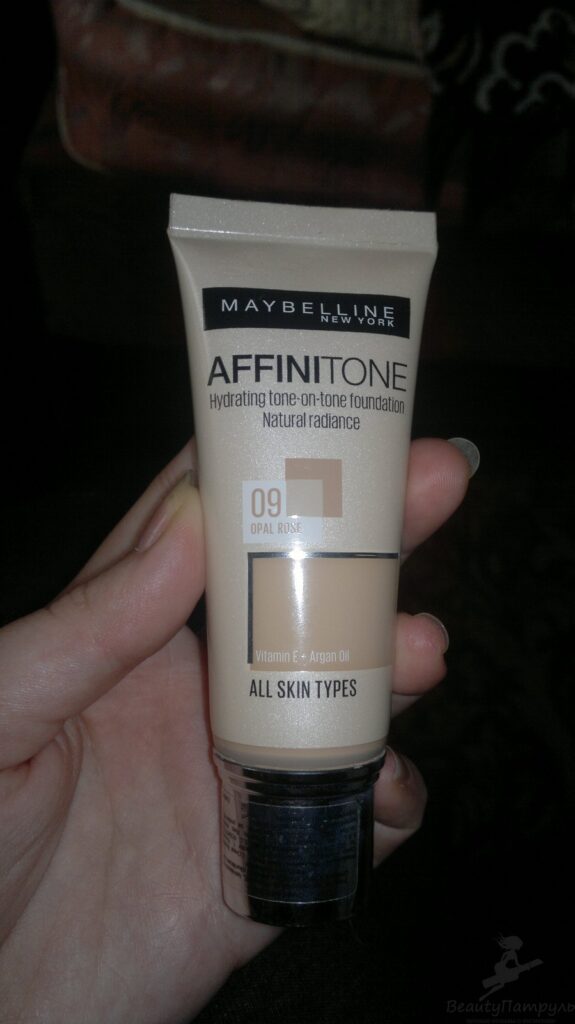 MAYBELLINE
NEW YORK
AFFINITONE
Hydrating tone-on-tone foundation
Natural radiance
09
OPAL ROSE
Vitamin E + Argan Oil
ALL SKIN TYPES
BeautyПатруль